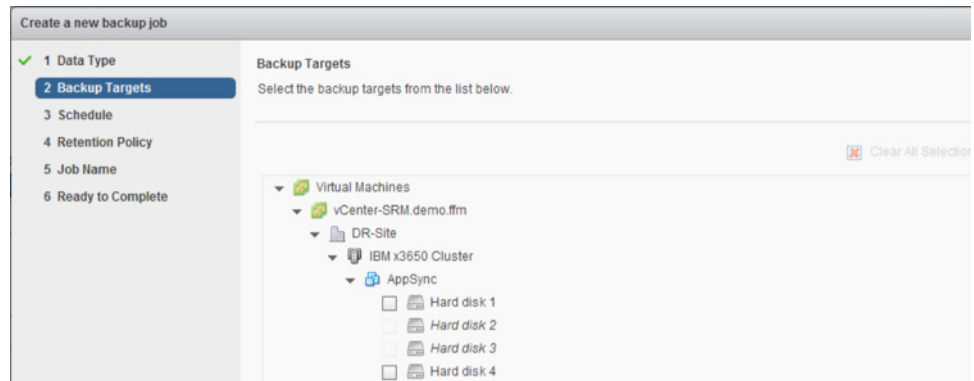 Create a new backup job
1 Data Type
2 Backup Targets
3 Schedule
4 Retention Policy
5 Job Name
6 Ready to Complete
Backup Targets
Select the backup targets from the list below.
Clear All Selection
Virtual Machines
vCenter-SRM.demo.ffm
DR-Site
IBM x3650 Cluster
AppSync
Hard disk 1
Hard disk 2
Hard disk 3
Hard disk 4